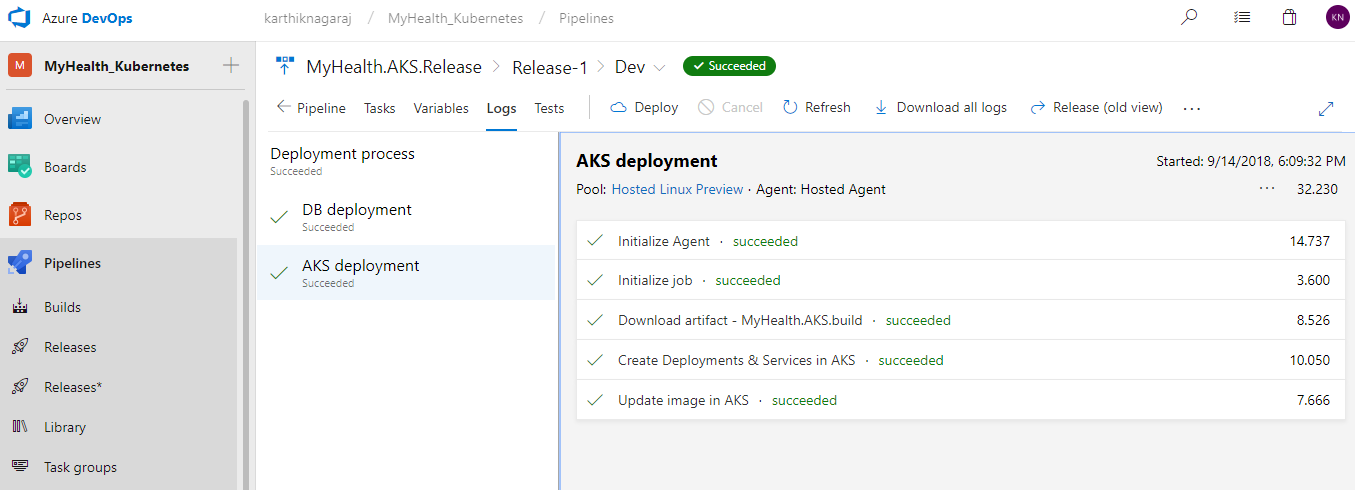 Azure DevOps karthiknagaraj / MyHealth_Kubernetes / Pipelines KN
M MyHealth_Kubernetes
Overview
Boards
Repos
Pipelines
Builds
Releases
Releases*
Library
Task groups
MyHealth.AKS.Release > Release-1 > Dev Succeeded
Pipeline Tasks Variables Logs Tests Deploy Cancel Refresh Download all logs Release (old view) ...
Deployment process
Succeeded
DB deployment
Succeeded
AKS deployment
Succeeded
AKS deployment Started: 9/14/2018, 6:09:32 PM
Pool: Hosted Linux Preview · Agent: Hosted Agent ... 32.230
Initialize Agent · succeeded 14.737
Initialize job · succeeded 3.600
Download artifact - MyHealth.AKS.build · succeeded 8.526
Create Deployments & Services in AKS · succeeded 10.050
Update image in AKS · succeeded 7.666